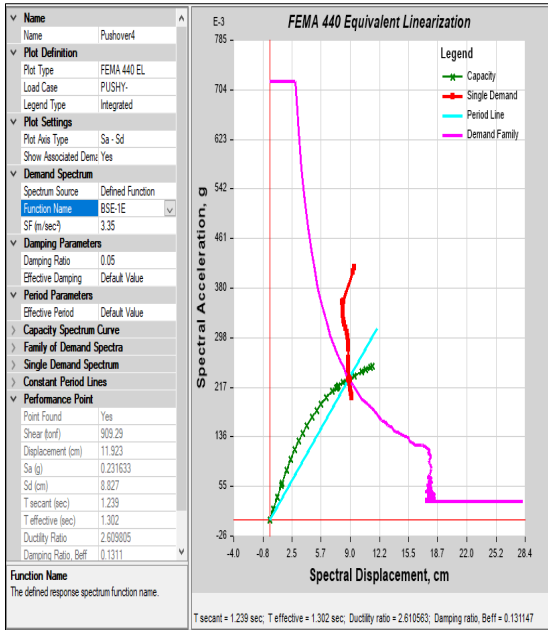 Name
Name Pushover4
Plot Definition
Plot Type FEMA 440 EL
Load Case PUSHY-
Legend Type Integrated
Plot Settings
Plot Axis Type Sa - Sd
Show Associated Dema Yes
Demand Spectrum
Spectrum Source Defined Function
Function Name BSE-1E
SF (m/sec²) 3.35
Damping Parameters
Damping Ratio 0.05
Effective Damping Default Value
Period Parameters
Effective Period Default Value
Capacity Spectrum Curve
Family of Demand Spectra
Single Demand Spectrum
Constant Period Lines
Performance Point
Point Found Yes
Shear (tonf) 909.29
Displacement (cm) 11.923
Sa (g) 0.231633
Sd (cm) 8.827
T secant (sec) 1.239
T effective (sec) 1.302
Ductility Ratio 2.609805
Damping Ratio, Beff 0.1311
Function Name
The defined response spectrum function name.
E-3
FEMA 440 Equivalent Linearization
785
704
623
542
461
380
298
217
136
55
-26
Spectral Acceleration, g
Legend
Capacity
Single Demand
Period Line
Demand Family
-4.0 -0.8 2.5 5.7 9.0 12.2 15.5 18.7 22.0 25.2 28.4
Spectral Displacement, cm
T secant = 1.239 sec; T effective = 1.302 sec; Ductility ratio = 2.610563; Damping ratio, Beff = 0.131147